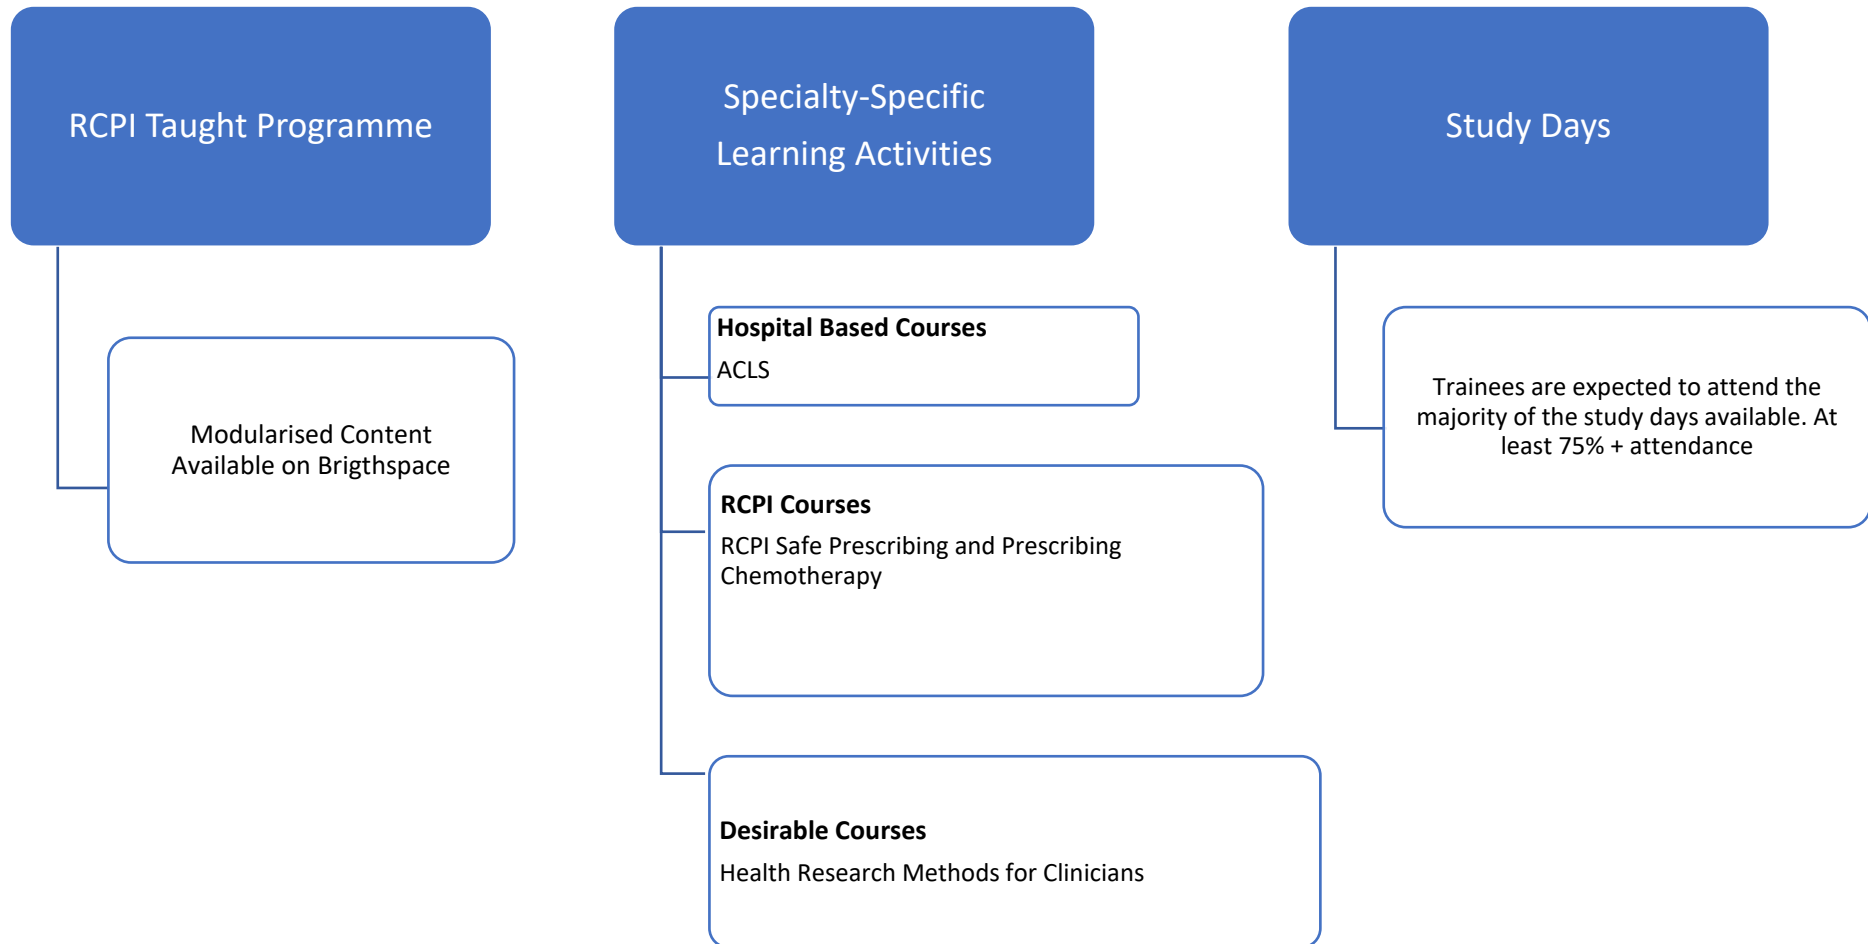 RCPI Taught Programme
Modularised Content
Available on Brigthspace
Specialty-Specific
Learning Activities
Hospital Based Courses
ACLS
RCPI Courses
RCPI Safe Prescribing and Prescribing
Chemotherapy
Desirable Courses
Health Research Methods for Clinicians
Study Days
Trainees are expected to attend the
majority of the study days available. At
least 75% + attendance